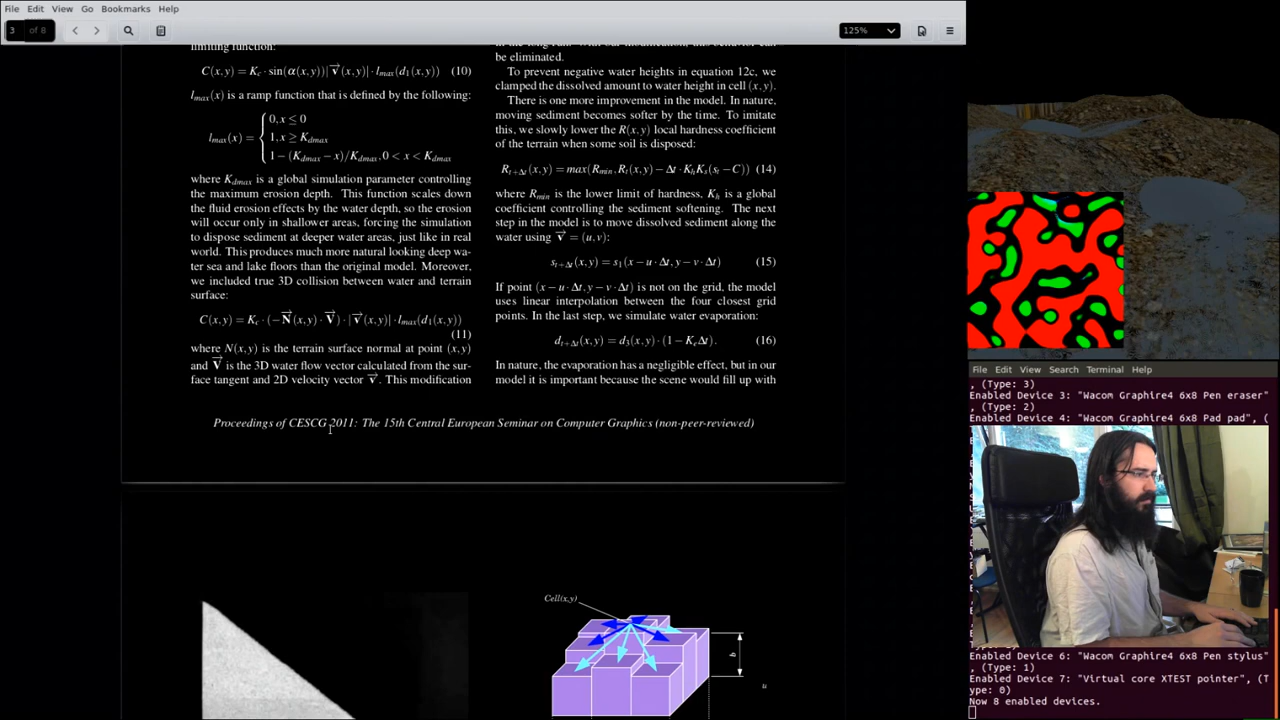 File Edit View Go Bookmarks Help
3 of 8
125%
limiting function:
C(x,y) = K_c · sin(α(x,y))|v⃗(x,y)| · l_max(d₁(x,y)) (10)
l_max(x) is a ramp function that is defined by the following:
0, x ≤ 0
l_max(x) = { 1, x ≥ K_dmax
1 − (K_dmax − x)/K_dmax, 0 < x < K_dmax
where K_dmax is a global simulation parameter controlling
the maximum erosion depth. This function scales down
the fluid erosion effects by the water depth, so the erosion
will occur only in shallower areas, forcing the simulation
to dispose sediment at deeper water areas, just like in real
world. This produces much more natural looking deep wa-
ter sea and lake floors than the original model. Moreover,
we included true 3D collision between water and terrain
surface:
C(x,y) = K_c · (−N⃗(x,y) · V⃗) · |v⃗(x,y)| · l_max(d₁(x,y))
(11)
where N(x,y) is the terrain surface normal at point (x,y)
and V⃗ is the 3D water flow vector calculated from the sur-
face tangent and 2D velocity vector v⃗. This modification
be eliminated.
To prevent negative water heights in equation 12c, we
clamped the dissolved amount to water height in cell (x,y).
There is one more improvement in the model. In nature,
moving sediment becomes softer by the time. To imitate
this, we slowly lower the R(x,y) local hardness coefficient
of the terrain when some soil is disposed:
R_{t+Δt}(x,y) = max(R_min, R_t(x,y) − Δt · K_h K_s(s_t − C)) (14)
where R_min is the lower limit of hardness, K_h is a global
coefficient controlling the sediment softening. The next
step in the model is to move dissolved sediment along the
water using v⃗ = (u,v):
s_{t+Δt}(x,y) = s₁(x − u · Δt, y − v · Δt) (15)
If point (x − u · Δt, y − v · Δt) is not on the grid, the model
uses linear interpolation between the four closest grid
points. In the last step, we simulate water evaporation:
d_{t+Δt}(x,y) = d₃(x,y) · (1 − K_e Δt). (16)
In nature, the evaporation has a negligible effect, but in our
model it is important because the scene would fill up with
Proceedings of CESCG 2011: The 15th Central European Seminar on Computer Graphics (non-peer-reviewed)
Cell(x,y)
b
u
File Edit View Search Terminal Help
, (Type: 3)
Enabled Device 3: "Wacom Graphire4 6x8 Pen eraser"
, (Type: 2)
Enabled Device 4: "Wacom Graphire4 6x8 Pad pad", (
Enabled Device 6: "Wacom Graphire4 6x8 Pen stylus"
, (Type: 1)
Enabled Device 7: "Virtual core XTEST pointer", (T
ype: 0)
Now 8 enabled devices.